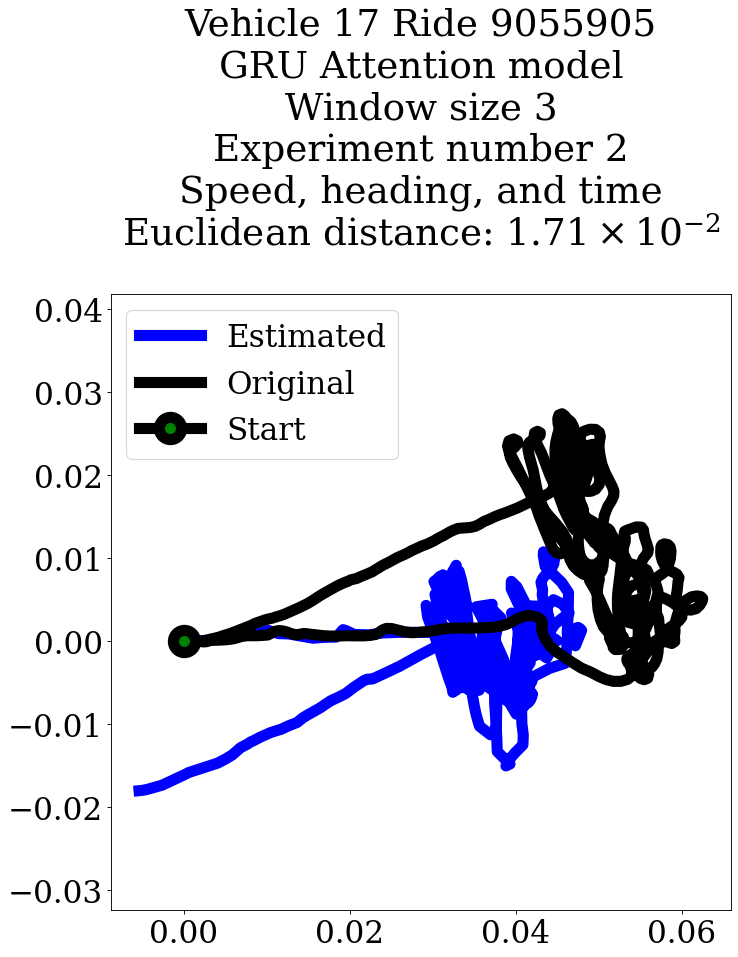 Vehicle 17 Ride 9055905
GRU Attention model
Window size 3
Experiment number 2
Speed, heading, and time
Euclidean distance: 1.71 × 10⁻²
0.04
0.03
0.02
0.01
0.00
−0.01
−0.02
−0.03
Estimated
Original
Start
0.00 0.02 0.04 0.06